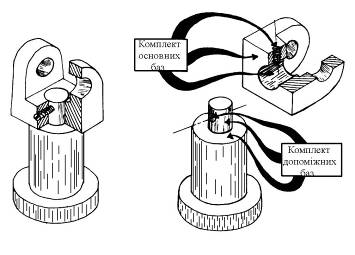 Комплект
основних
баз
Комплект
допоміжних
баз